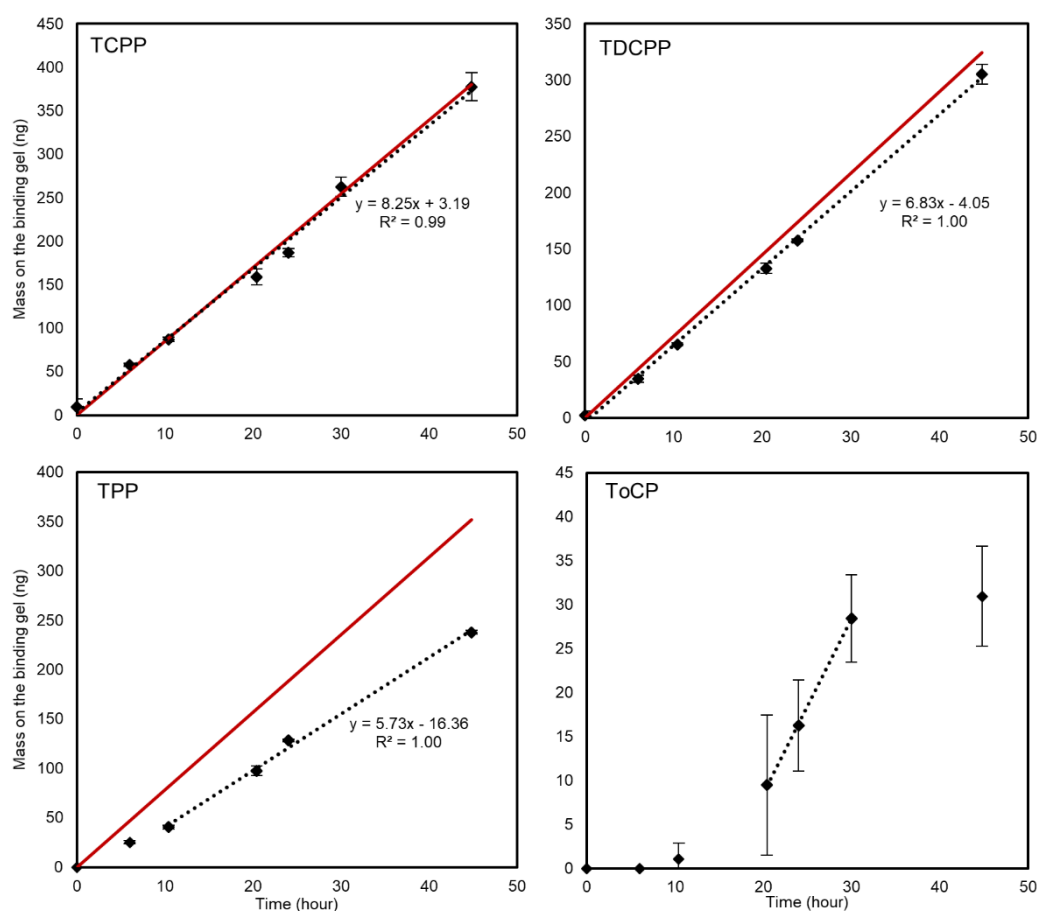 TCPP
Mass on the binding gel (ng)
450
400
350
300
250
200
150
100
50
0
y = 8.25x + 3.19
R² = 0.99
0 10 20 30 40 50
TDCPP
350
300
250
200
150
100
50
0
y = 6.83x - 4.05
R² = 1.00
0 10 20 30 40 50
TPP
Mass on the binding gel (ng)
400
350
300
250
200
150
100
50
0
y = 5.73x - 16.36
R² = 1.00
0 10 20 30 40 50
Time (hour)
ToCP
45
40
35
30
25
20
15
10
5
0
0 10 20 30 40 50
Time (hour)